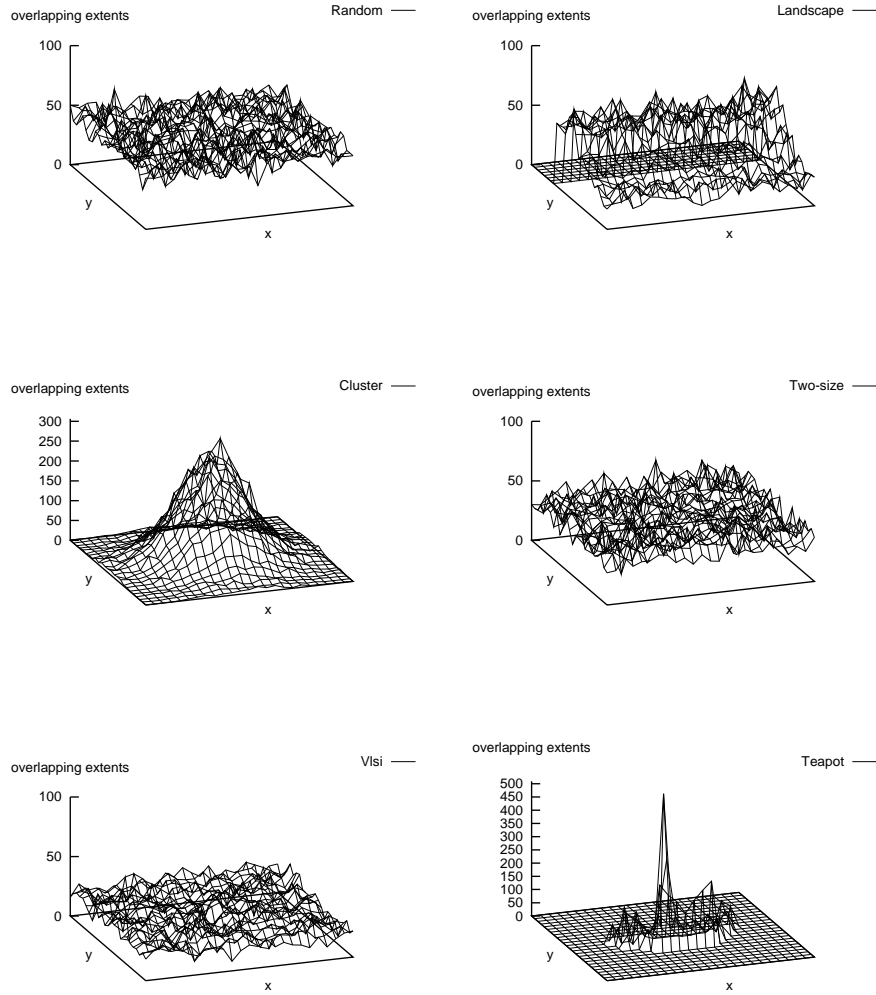 overlapping extents
Random
100
50
0
y
x
overlapping extents
Landscape
100
50
0
y
x
overlapping extents
Cluster
300
250
200
150
100
50
0
y
x
overlapping extents
Two-size
100
50
0
y
x
overlapping extents
Vlsi
100
50
0
y
x
overlapping extents
Teapot
500
450
400
350
300
250
200
150
100
50
0
y
x